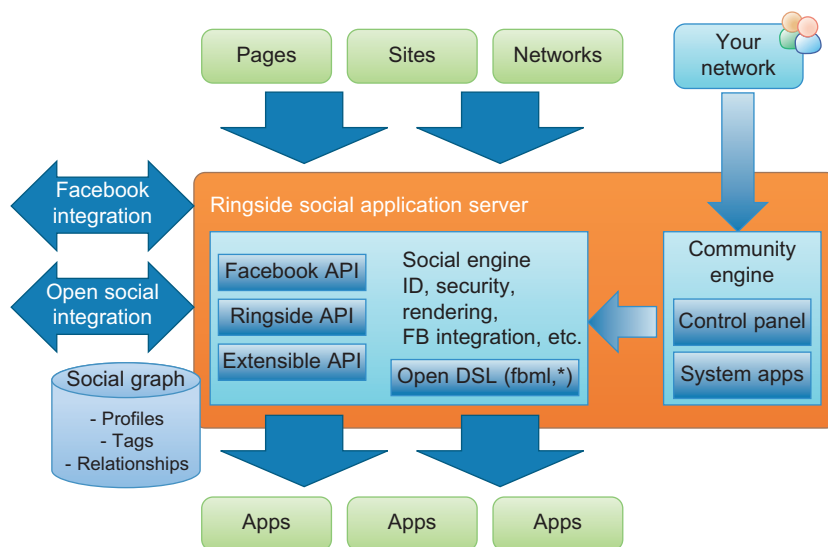 Pages
Sites
Networks
Your
network
Facebook
integration
Ringside social application server
Open social
integration
Facebook API
Ringside API
Extensible API
Social engine
ID, security,
rendering,
FB integration, etc.
Open DSL (fbml,*)
Community
engine
Control panel
System apps
Social graph
- Profiles
- Tags
- Relationships
Apps
Apps
Apps